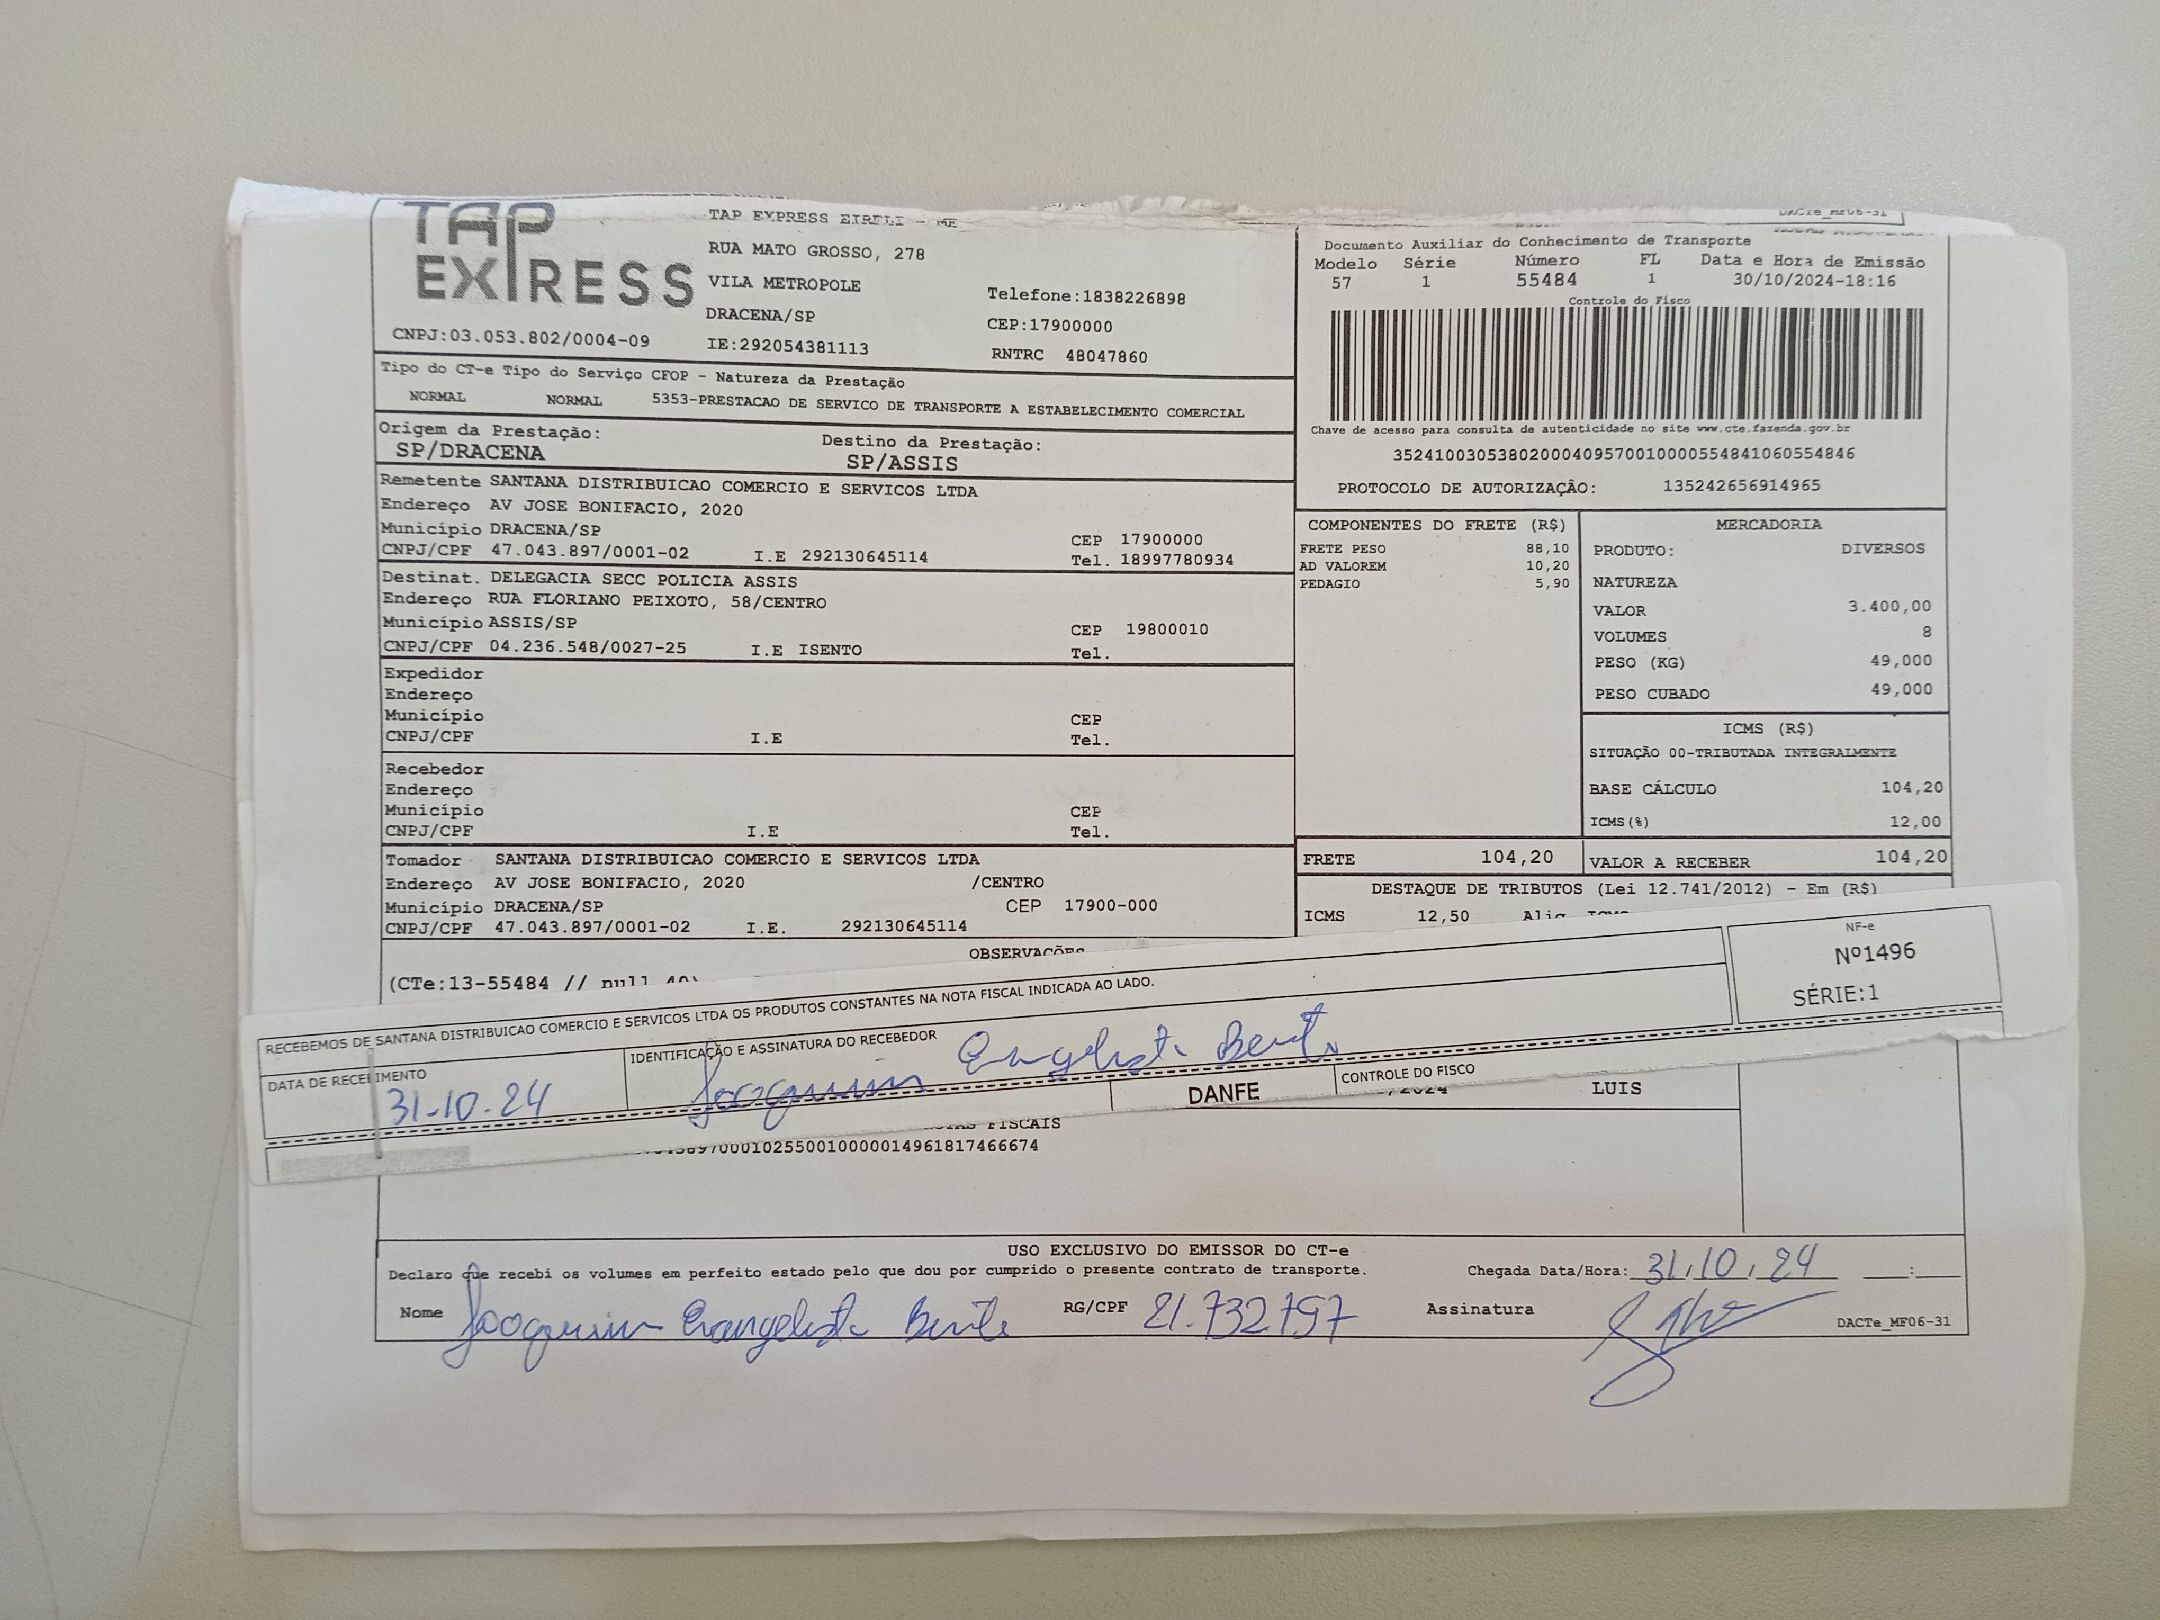 TAP
EXPRESS
CNPJ:03.053.802/0004-09
TAP EXPRESS EIRELI - ME
RUA MATO GROSSO, 278
VILA METROPOLE
DRACENA/SP
IE:292054381113
Telefone:1838226898
CEP:17900000
RNTRC 48047860
DACTe_MF06-31
Documento Auxiliar do Conhecimento de Transporte
Modelo Série Número FL Data e Hora de Emissão
57 1 55484 1 30/10/2024-18:16
Controle do Fisco
Chave de acesso para consulta de autenticidade no site www.cte.fazenda.gov.br
35241003053802000409570010000554841060554846
PROTOCOLO DE AUTORIZAÇÂO: 135242656914965
Tipo do CT-e Tipo do Serviço CFOP - Natureza da Prestação
NORMAL NORMAL 5353-PRESTACAO DE SERVICO DE TRANSPORTE A ESTABELECIMENTO COMERCIAL
Origem da Prestação: Destino da Prestação:
SP/DRACENA SP/ASSIS
Remetente SANTANA DISTRIBUICAO COMERCIO E SERVICOS LTDA
Endereço AV JOSE BONIFACIO, 2020
Município DRACENA/SP CEP 17900000
CNPJ/CPF 47.043.897/0001-02 I.E 292130645114 Tel. 18997780934
Destinat. DELEGACIA SECC POLICIA ASSIS
Endereço RUA FLORIANO PEIXOTO, 58/CENTRO
Município ASSIS/SP CEP 19800010
CNPJ/CPF 04.236.548/0027-25 I.E ISENTO Tel.
Expedidor
Endereço
Município CEP
CNPJ/CPF I.E Tel.
Recebedor
Endereço
Município CEP
CNPJ/CPF I.E Tel.
Tomador SANTANA DISTRIBUICAO COMERCIO E SERVICOS LTDA
Endereço AV JOSE BONIFACIO, 2020 /CENTRO
Município DRACENA/SP CEP 17900-000
CNPJ/CPF 47.043.897/0001-02 I.E. 292130645114
COMPONENTES DO FRETE (R$)
FRETE PESO 88,10
AD VALOREM 10,20
PEDAGIO 5,90
MERCADORIA
PRODUTO: DIVERSOS
NATUREZA
VALOR 3.400,00
VOLUMES 8
PESO (KG) 49,000
PESO CUBADO 49,000
ICMS (R$)
SITUAÇÃO 00-TRIBUTADA INTEGRALMENTE
BASE CÁLCULO 104,20
ICMS(%) 12,00
FRETE 104,20 VALOR A RECEBER 104,20
DESTAQUE DE TRIBUTOS (Lei 12.741/2012) - Em (R$)
ICMS 12,50 Aliq
OBSERVAÇÕES
(CTe:13-55484 // null
RECEBEMOS DE SANTANA DISTRIBUICAO COMERCIO E SERVICOS LTDA OS PRODUTOS CONSTANTES NA NOTA FISCAL INDICADA AO LADO.
NF-e
Nº1496
SÉRIE:1
DATA DE RECEBIMENTO
31-10-24
IDENTIFICAÇÃO E ASSINATURA DO RECEBEDOR
Joaquim Evangelista Bento
DANFE
CONTROLE DO FISCO
LUIS
FISCAIS
0001025500100000149618174​66674
USO EXCLUSIVO DO EMISSOR DO CT-e
Declaro que recebi os volumes em perfeito estado pelo que dou por cumprido o presente contrato de transporte.
Chegada Data/Hora: 31/10/24 :
Nome Joaquim Evangelista Bento RG/CPF 21.732797 Assinatura
DACTe_MF06-31